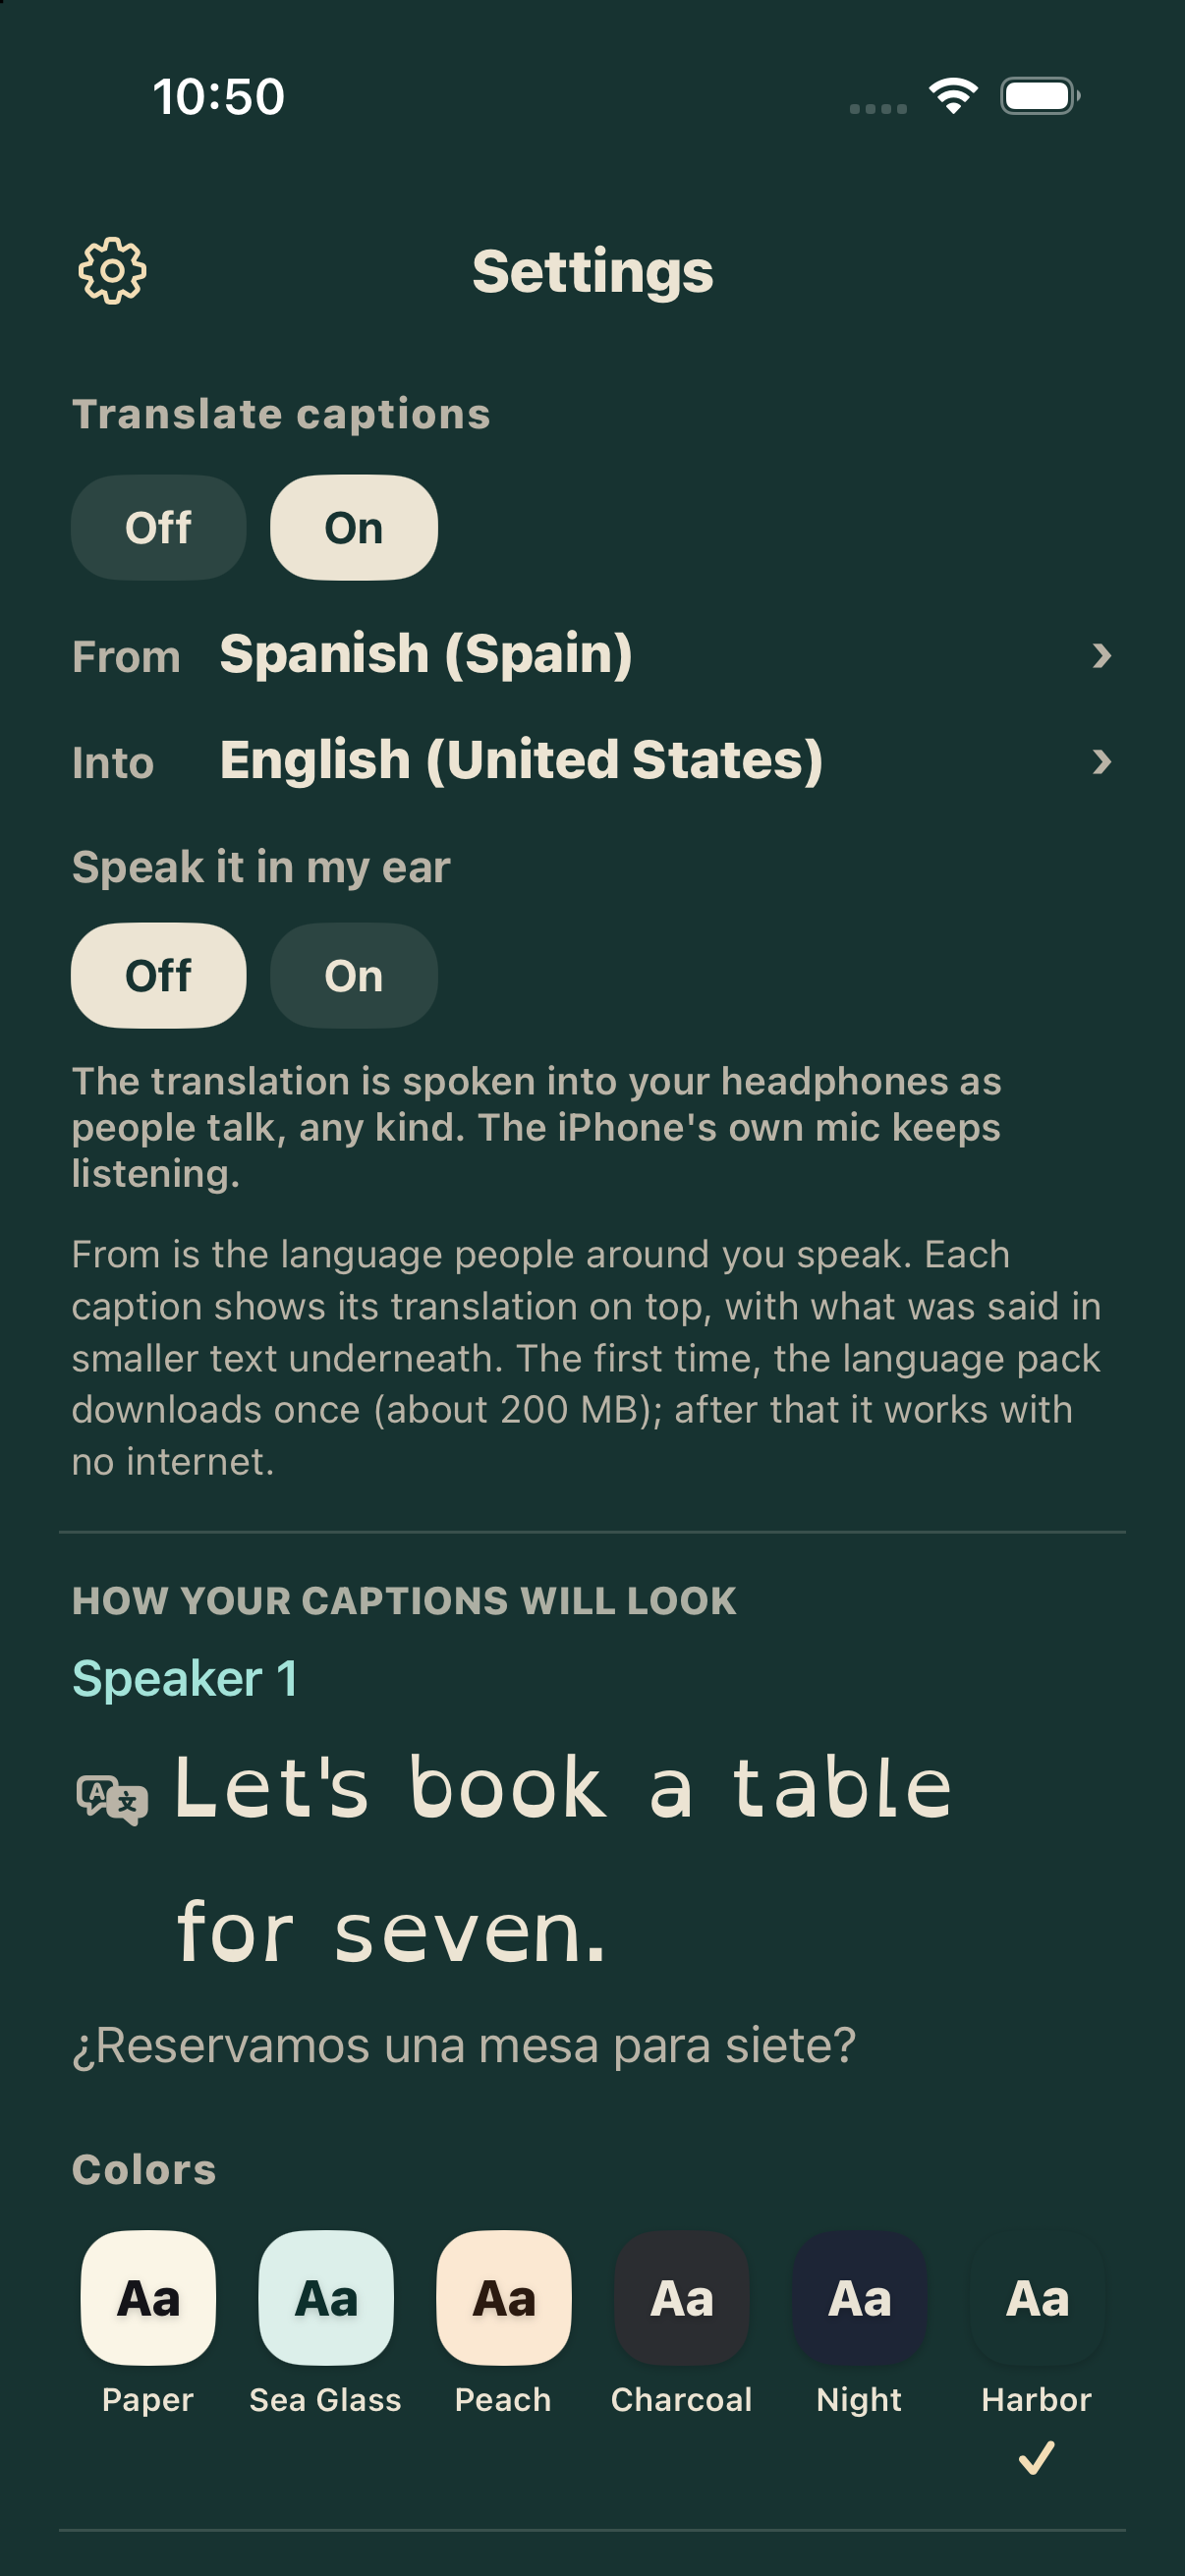 10:50
Settings
Translate captions
Off On
From Spanish (Spain) ›
Into English (United States) ›
Speak it in my ear
Off On
The translation is spoken into your headphones as
people talk, any kind. The iPhone's own mic keeps
listening.
From is the language people around you speak. Each
caption shows its translation on top, with what was said in
smaller text underneath. The first time, the language pack
downloads once (about 200 MB); after that it works with
no internet.
HOW YOUR CAPTIONS WILL LOOK
Speaker 1
A 文 Let's book a table
for seven.
¿Reservamos una mesa para siete?
Colors
Aa Aa Aa Aa Aa Aa
Paper Sea Glass Peach Charcoal Night Harbor